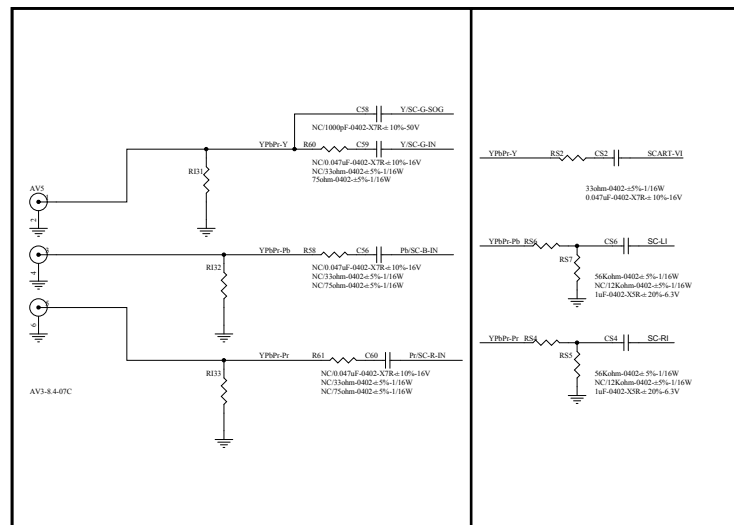 C58 Y/SC-G-SOG
NC/1000pF-0402-X7R-±10%-50V
YPbPr-Y R60 C59 Y/SC-G-IN
NC/0.047uF-0402-X7R-±10%-16V
NC/33ohm-0402-±5%-1/16W
75ohm-0402-±5%-1/16W
RI31
AV5
1
2
3
YPbPr-Pb R58 C56 Pb/SC-B-IN
NC/0.047uF-0402-X7R-±10%-16V
NC/33ohm-0402-±5%-1/16W
NC/75ohm-0402-±5%-1/16W
RI32
4
5
6
YPbPr-Pr R61 C60 Pr/SC-R-IN
NC/0.047uF-0402-X7R-±10%-16V
NC/33ohm-0402-±5%-1/16W
NC/75ohm-0402-±5%-1/16W
RI33
AV3-8.4-07C
YPbPr-Y RS2 CS2 SCART-VI
33ohm-0402-±5%-1/16W
0.047uF-0402-X7R-±10%-16V
YPbPr-Pb RS6 CS6 SC-LI
RS7
56Kohm-0402-±5%-1/16W
NC/12Kohm-0402-±5%-1/16W
1uF-0402-X5R-±20%-6.3V
YPbPr-Pr RS4 CS4 SC-RI
RS5
56Kohm-0402-±5%-1/16W
NC/12Kohm-0402-±5%-1/16W
1uF-0402-X5R-±20%-6.3V